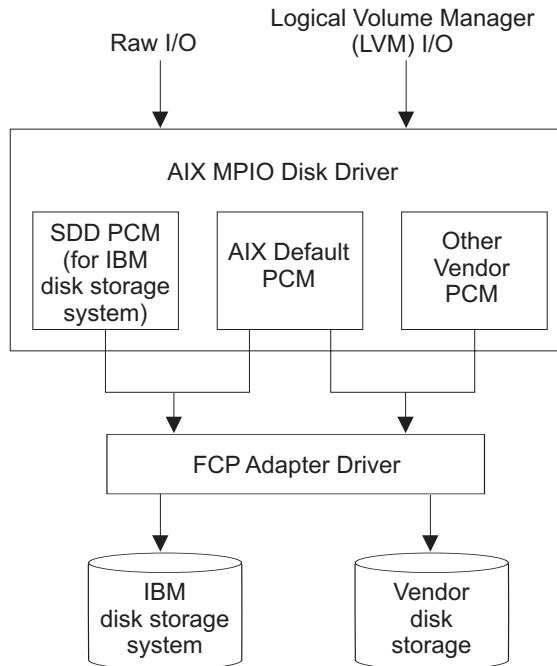 Raw I/O
Logical Volume Manager
(LVM) I/O
AIX MPIO Disk Driver
SDD PCM
(for IBM
disk storage
system)
AIX Default
PCM
Other
Vendor
PCM
FCP Adapter Driver
IBM
disk storage
system
Vendor
disk
storage